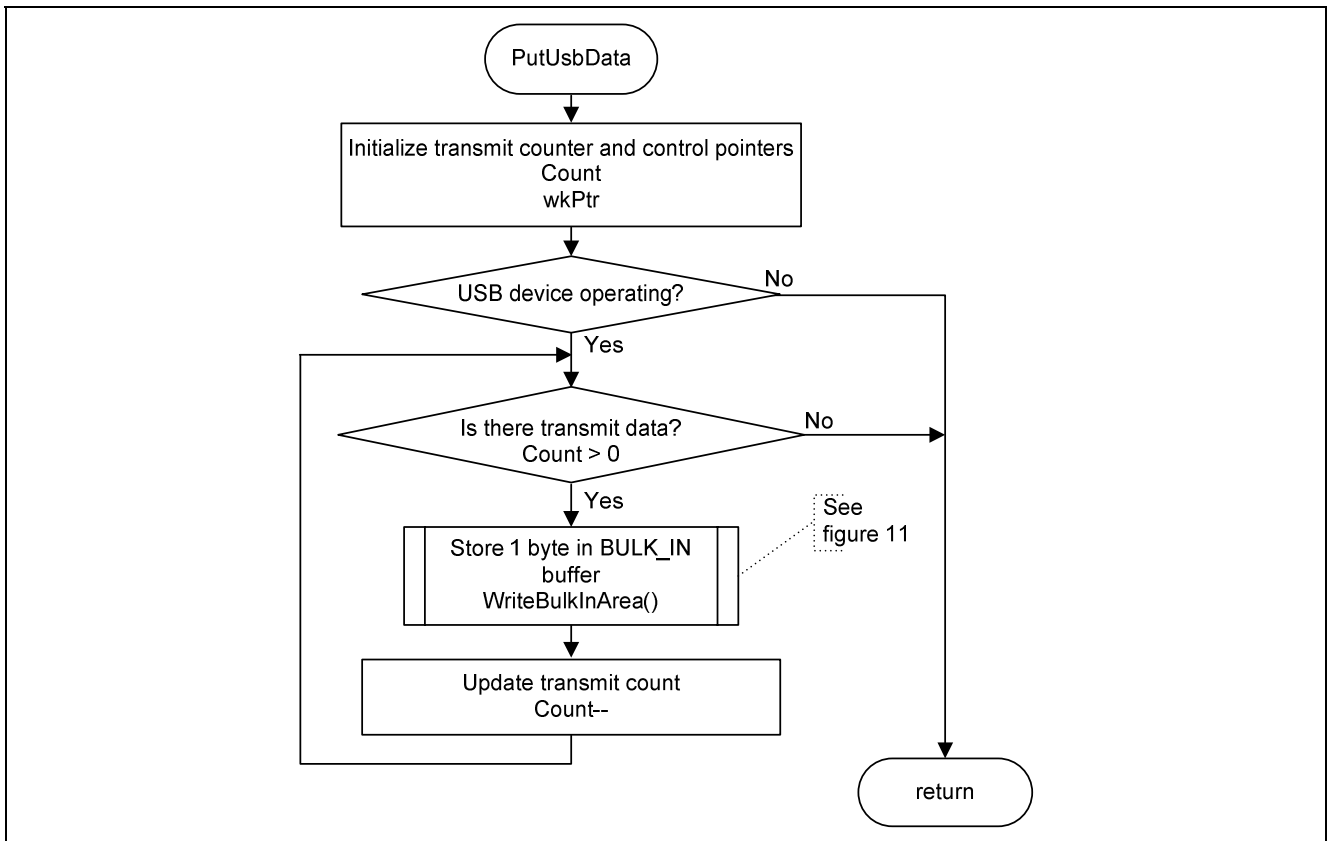 PutUsbData
Initialize transmit counter and control pointers
Count
wkPtr
USB device operating?
No
Yes
Is there transmit data?
Count > 0
No
Yes
Store 1 byte in BULK_IN
buffer
WriteBulkInArea()
See
figure 11
Update transmit count
Count--
return